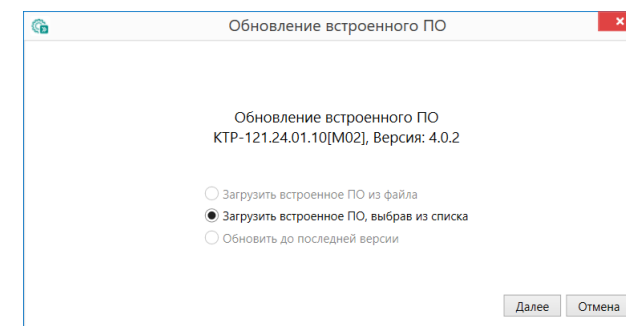 Обновление встроенного ПО
Обновление встроенного ПО
КТР-121.24.01.10[М02], Версия: 4.0.2
Загрузить встроенное ПО из файла
Загрузить встроенное ПО, выбрав из списка
Обновить до последней версии
Далее Отмена